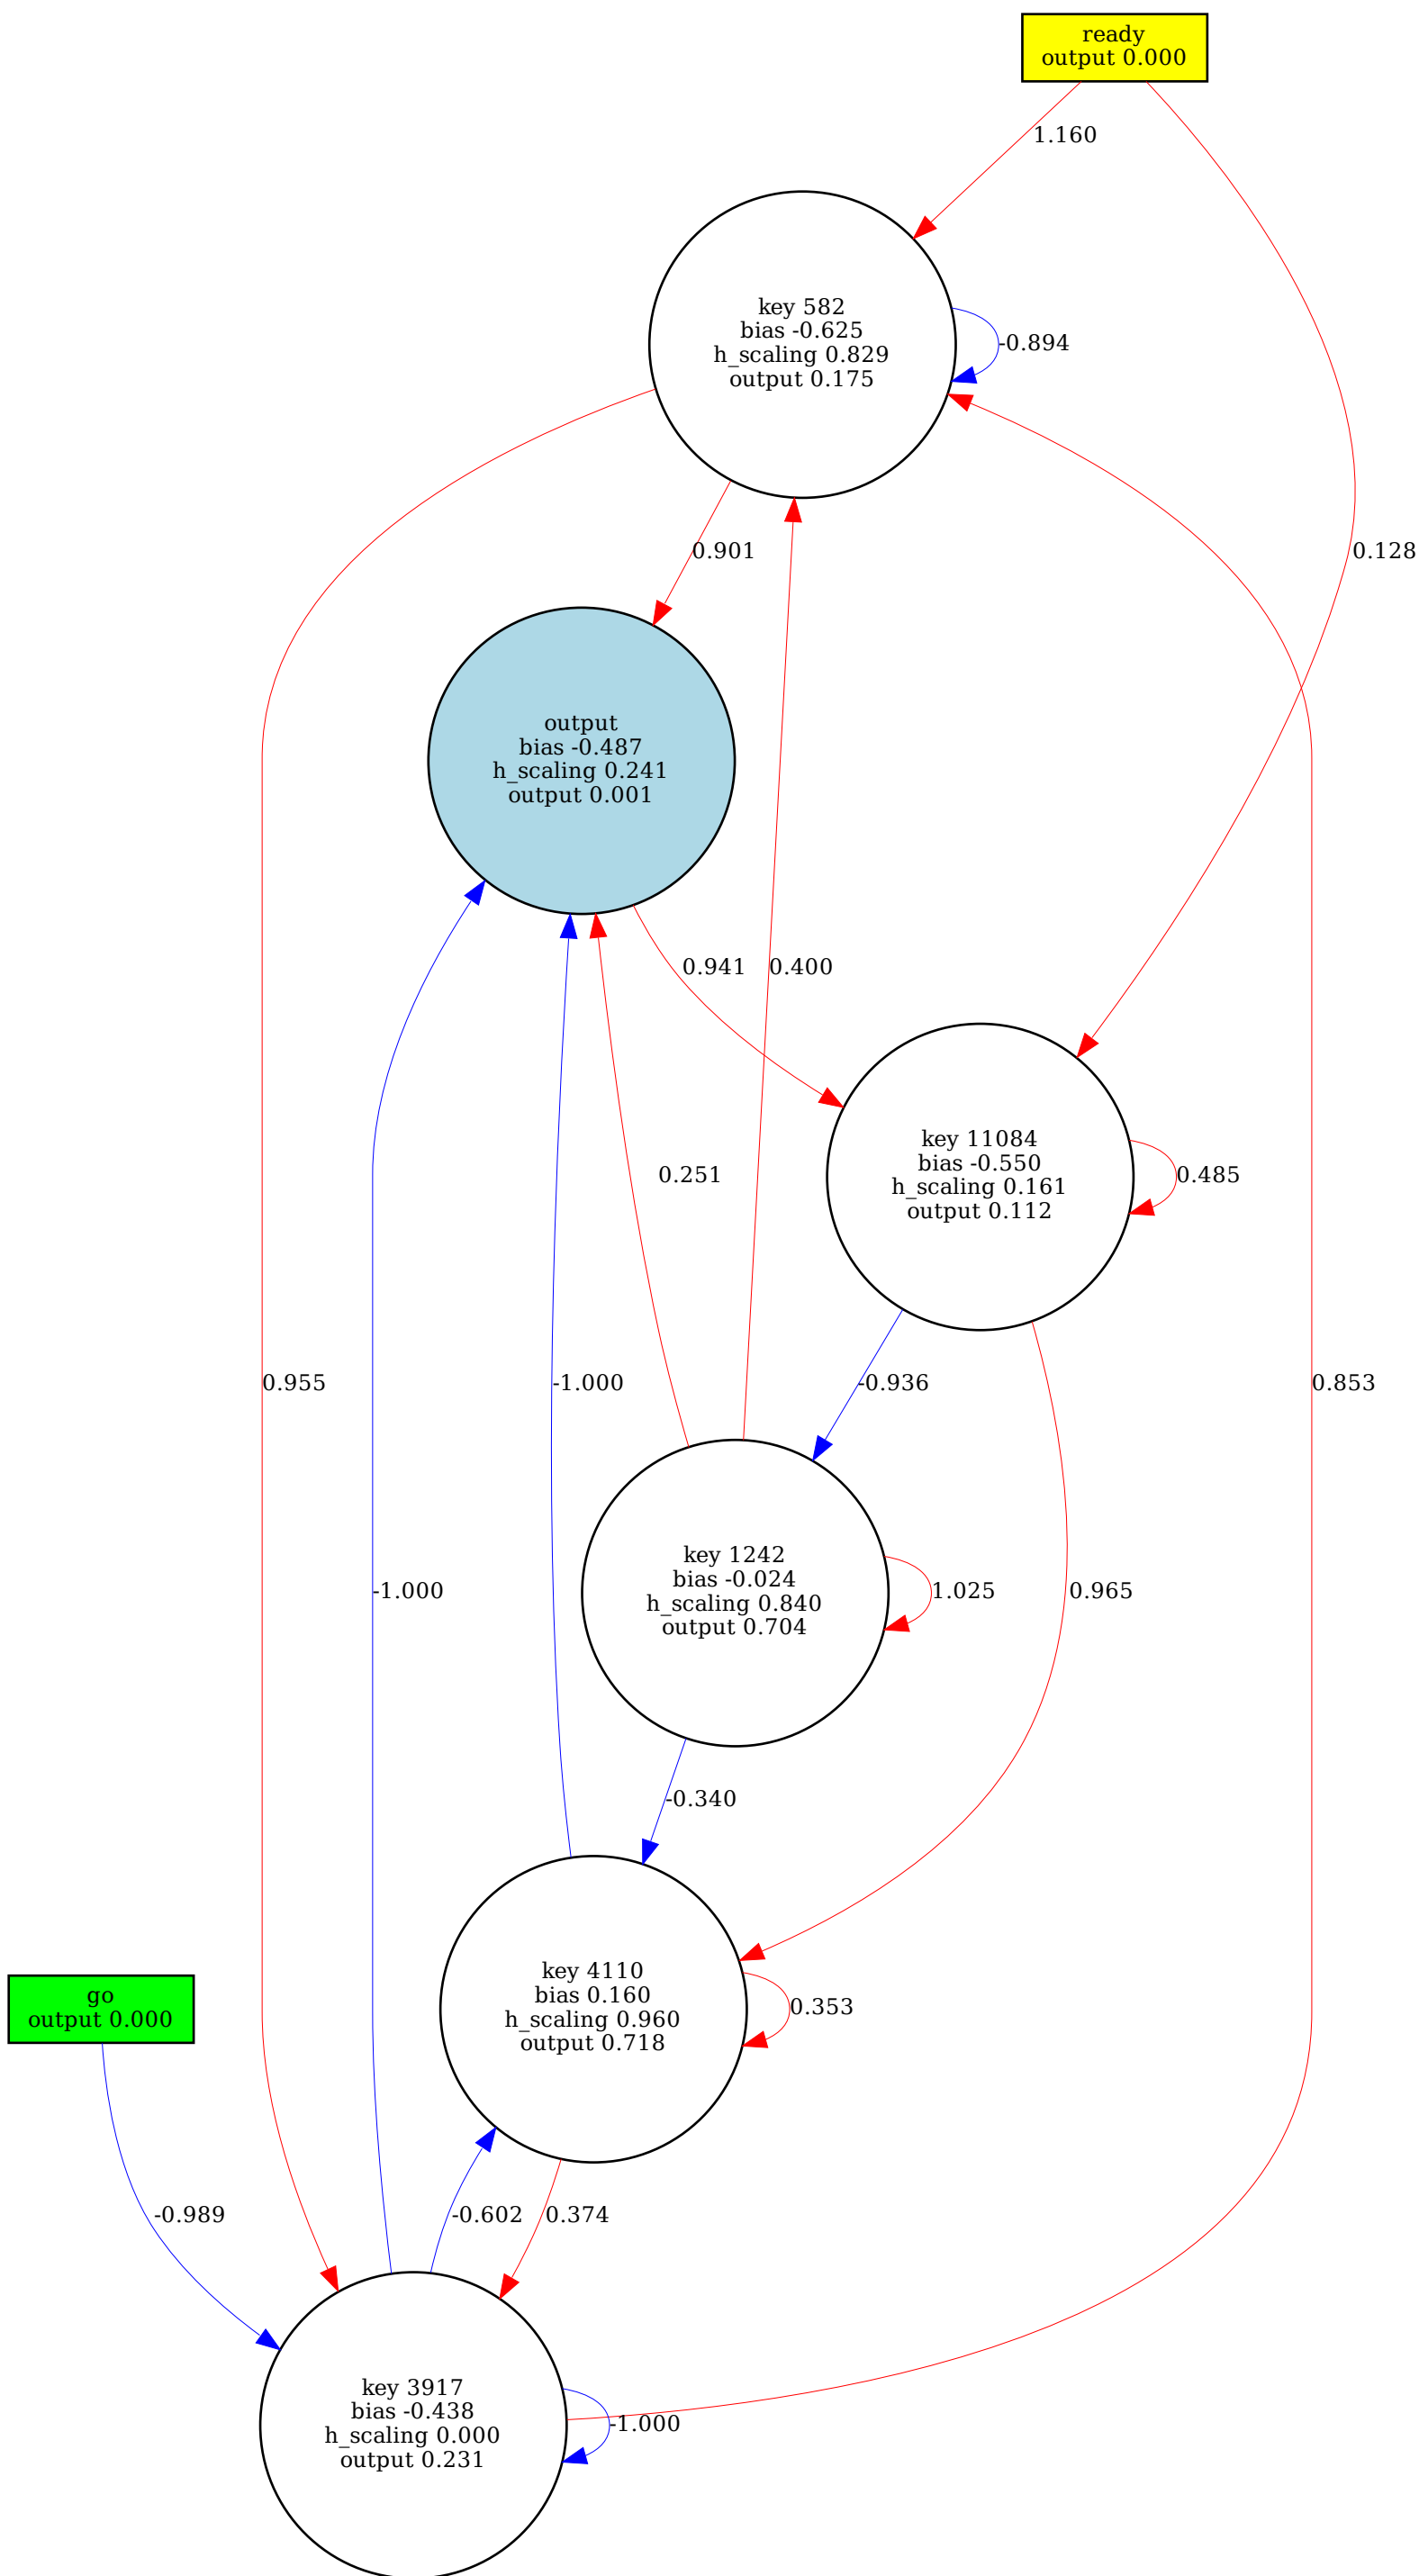 ready
output 0.000
1.160
key 582
bias -0.625
h_scaling 0.829
output 0.175
-0.894
0.901
0.128
output
bias -0.487
h_scaling 0.241
output 0.001
0.941
0.400
key 11084
bias -0.550
h_scaling 0.161
output 0.112
0.251
0.485
0.955
-1.000
-0.936
0.853
key 1242
bias -0.024
h_scaling 0.840
output 0.704
-1.000
1.025
0.965
-0.340
key 4110
bias 0.160
h_scaling 0.960
output 0.718
0.353
go
output 0.000
-0.989
-0.602
0.374
key 3917
bias -0.438
h_scaling 0.000
output 0.231
-1.000